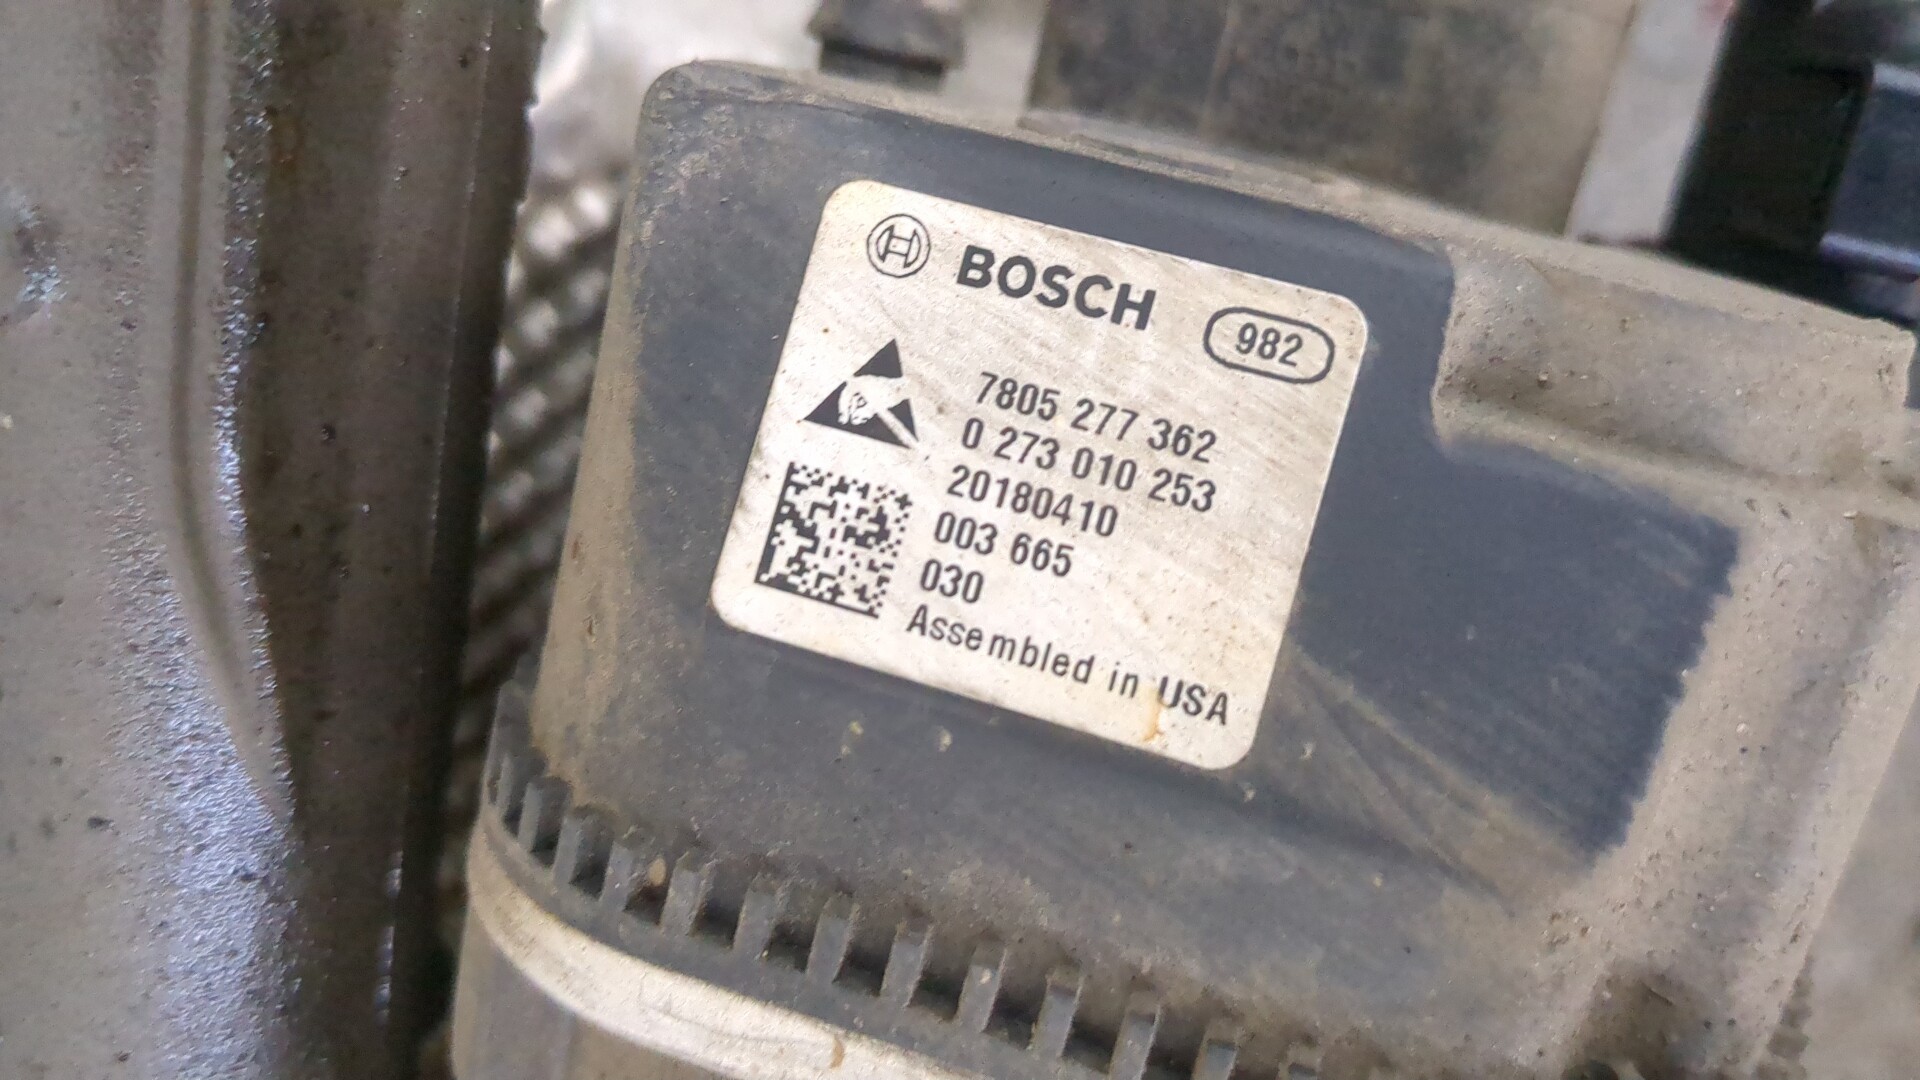 BOSCH 982
7805 277 362
0 273 010 253
20180410
003 665
030
Assembled in USA